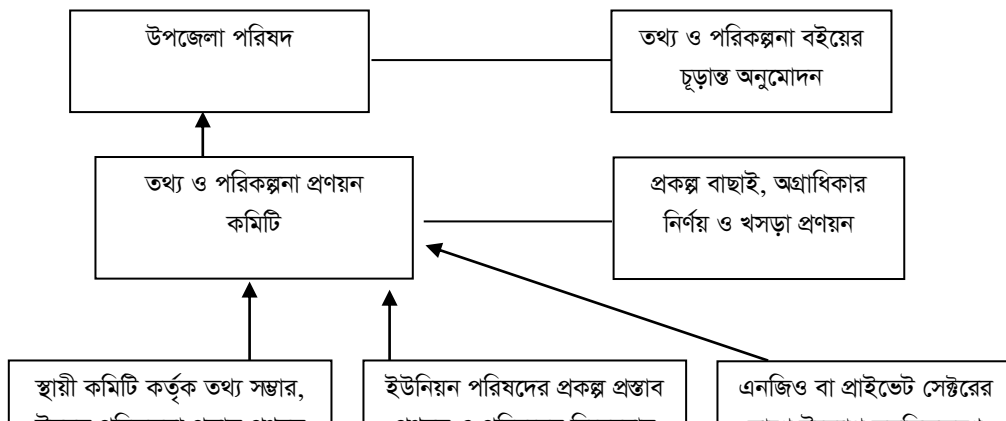 উপজেলা পরিষদ
তথ্য ও পরিকল্পনা বইয়ের
চূড়ান্ত অনুমোদন
তথ্য ও পরিকল্পনা প্রণয়ন
কমিটি
প্রকল্প বাছাই, অগ্রাধিকার
নির্ণয় ও খসড়া প্রণয়ন
স্থায়ী কমিটি কর্তৃক তথ্য সম্ভার,
ইউনিয়ন পরিষদের প্রকল্প প্রস্তাব
এনজিও বা প্রাইভেট সেক্টরের